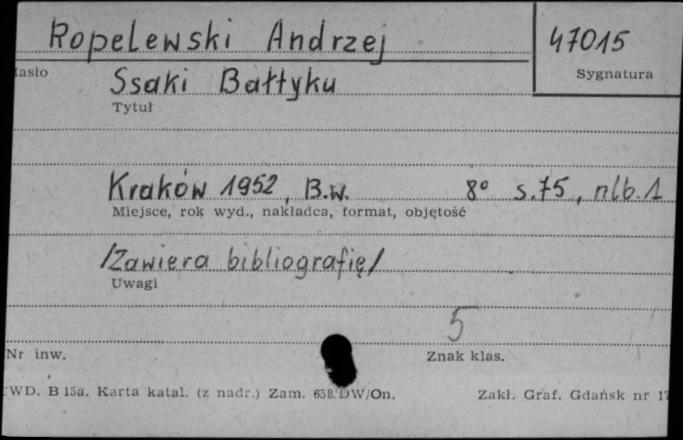 Ropelewski Andrzej 47015
Hasło Sygnatura
Ssaki Bałtyku
Tytuł
Kraków 1952, B.w. 8° s.75, nlb.1
Miejsce, rok wyd., nakładca, format, objętość
/Zawiera bibliografię/
Uwagi
5
Nr inw. Znak klas.
WD. B 15a. Karta katal. (z nadr.) Zam. 658/DW/On. Zakł. Graf. Gdańsk nr 17